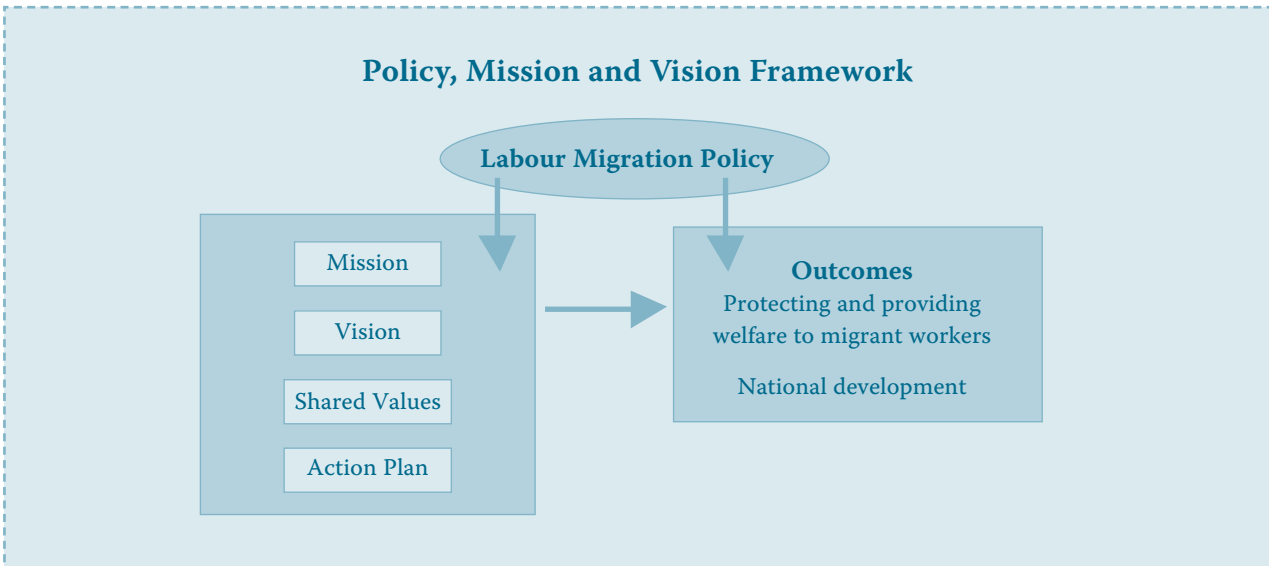 Policy, Mission and Vision Framework
Labour Migration Policy
Mission
Vision
Shared Values
Action Plan
Outcomes
Protecting and providing
welfare to migrant workers
National development